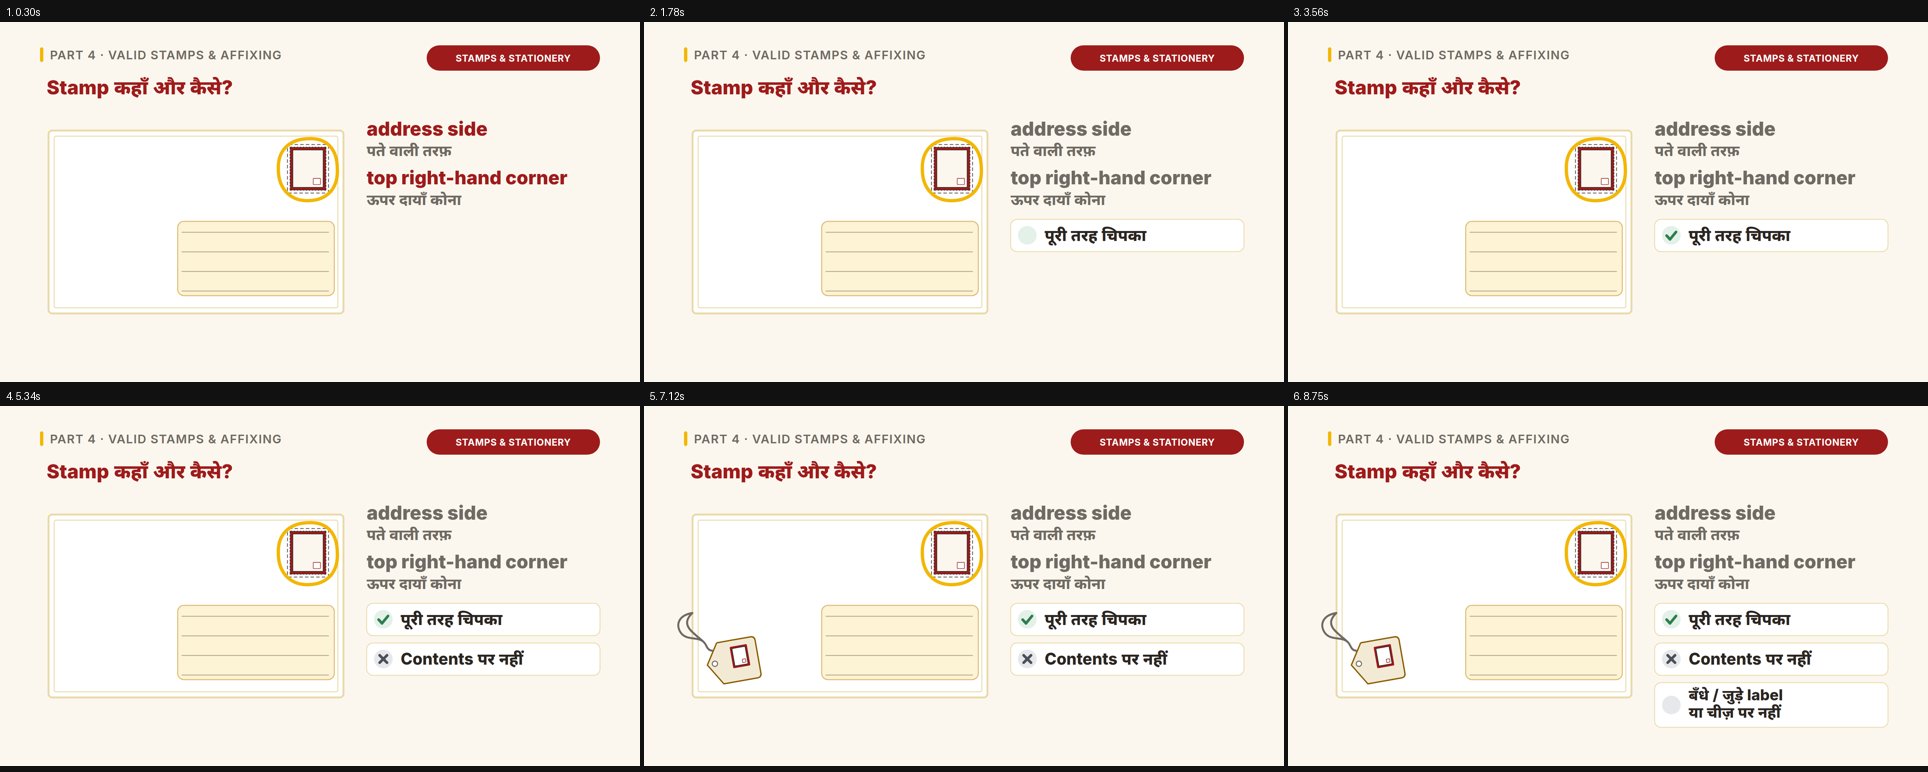 1. 0.30s
PART 4 · VALID STAMPS & AFFIXING
STAMPS & STATIONERY
Stamp कहाँ और कैसे?
address side
पते वाली तरफ़
top right-hand corner
ऊपर दायाँ कोना
2. 1.78s
PART 4 · VALID STAMPS & AFFIXING
STAMPS & STATIONERY
Stamp कहाँ और कैसे?
address side
पते वाली तरफ़
top right-hand corner
ऊपर दायाँ कोना
पूरी तरह चिपका
3. 3.56s
PART 4 · VALID STAMPS & AFFIXING
STAMPS & STATIONERY
Stamp कहाँ और कैसे?
address side
पते वाली तरफ़
top right-hand corner
ऊपर दायाँ कोना
पूरी तरह चिपका
4. 5.34s
PART 4 · VALID STAMPS & AFFIXING
STAMPS & STATIONERY
Stamp कहाँ और कैसे?
address side
पते वाली तरफ़
top right-hand corner
ऊपर दायाँ कोना
पूरी तरह चिपका
Contents पर नहीं
5. 7.12s
PART 4 · VALID STAMPS & AFFIXING
STAMPS & STATIONERY
Stamp कहाँ और कैसे?
address side
पते वाली तरफ़
top right-hand corner
ऊपर दायाँ कोना
पूरी तरह चिपका
Contents पर नहीं
6. 8.75s
PART 4 · VALID STAMPS & AFFIXING
STAMPS & STATIONERY
Stamp कहाँ और कैसे?
address side
पते वाली तरफ़
top right-hand corner
ऊपर दायाँ कोना
पूरी तरह चिपका
Contents पर नहीं
बँधे / जुड़े label
या चीज़ पर नहीं